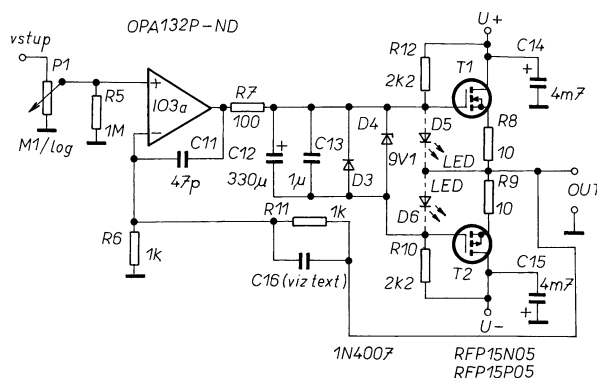 OPA132P-ND
U+
vstup
P1
R12
C14
T1
+
IO3a
R7
2K2
+
4m7
R5
100
D4
D5
R8
1M
−
C11
C12
+
C13
9V1
LED
10
M1/log
47p
330µ
1µ
D3
LED
R9
OUT
D6
10
R11
1k
R6
R10
C15
1k
C16(viz text)
2K2
T2
4m7
+
U-
1N4007
RFP15N05
RFP15P05